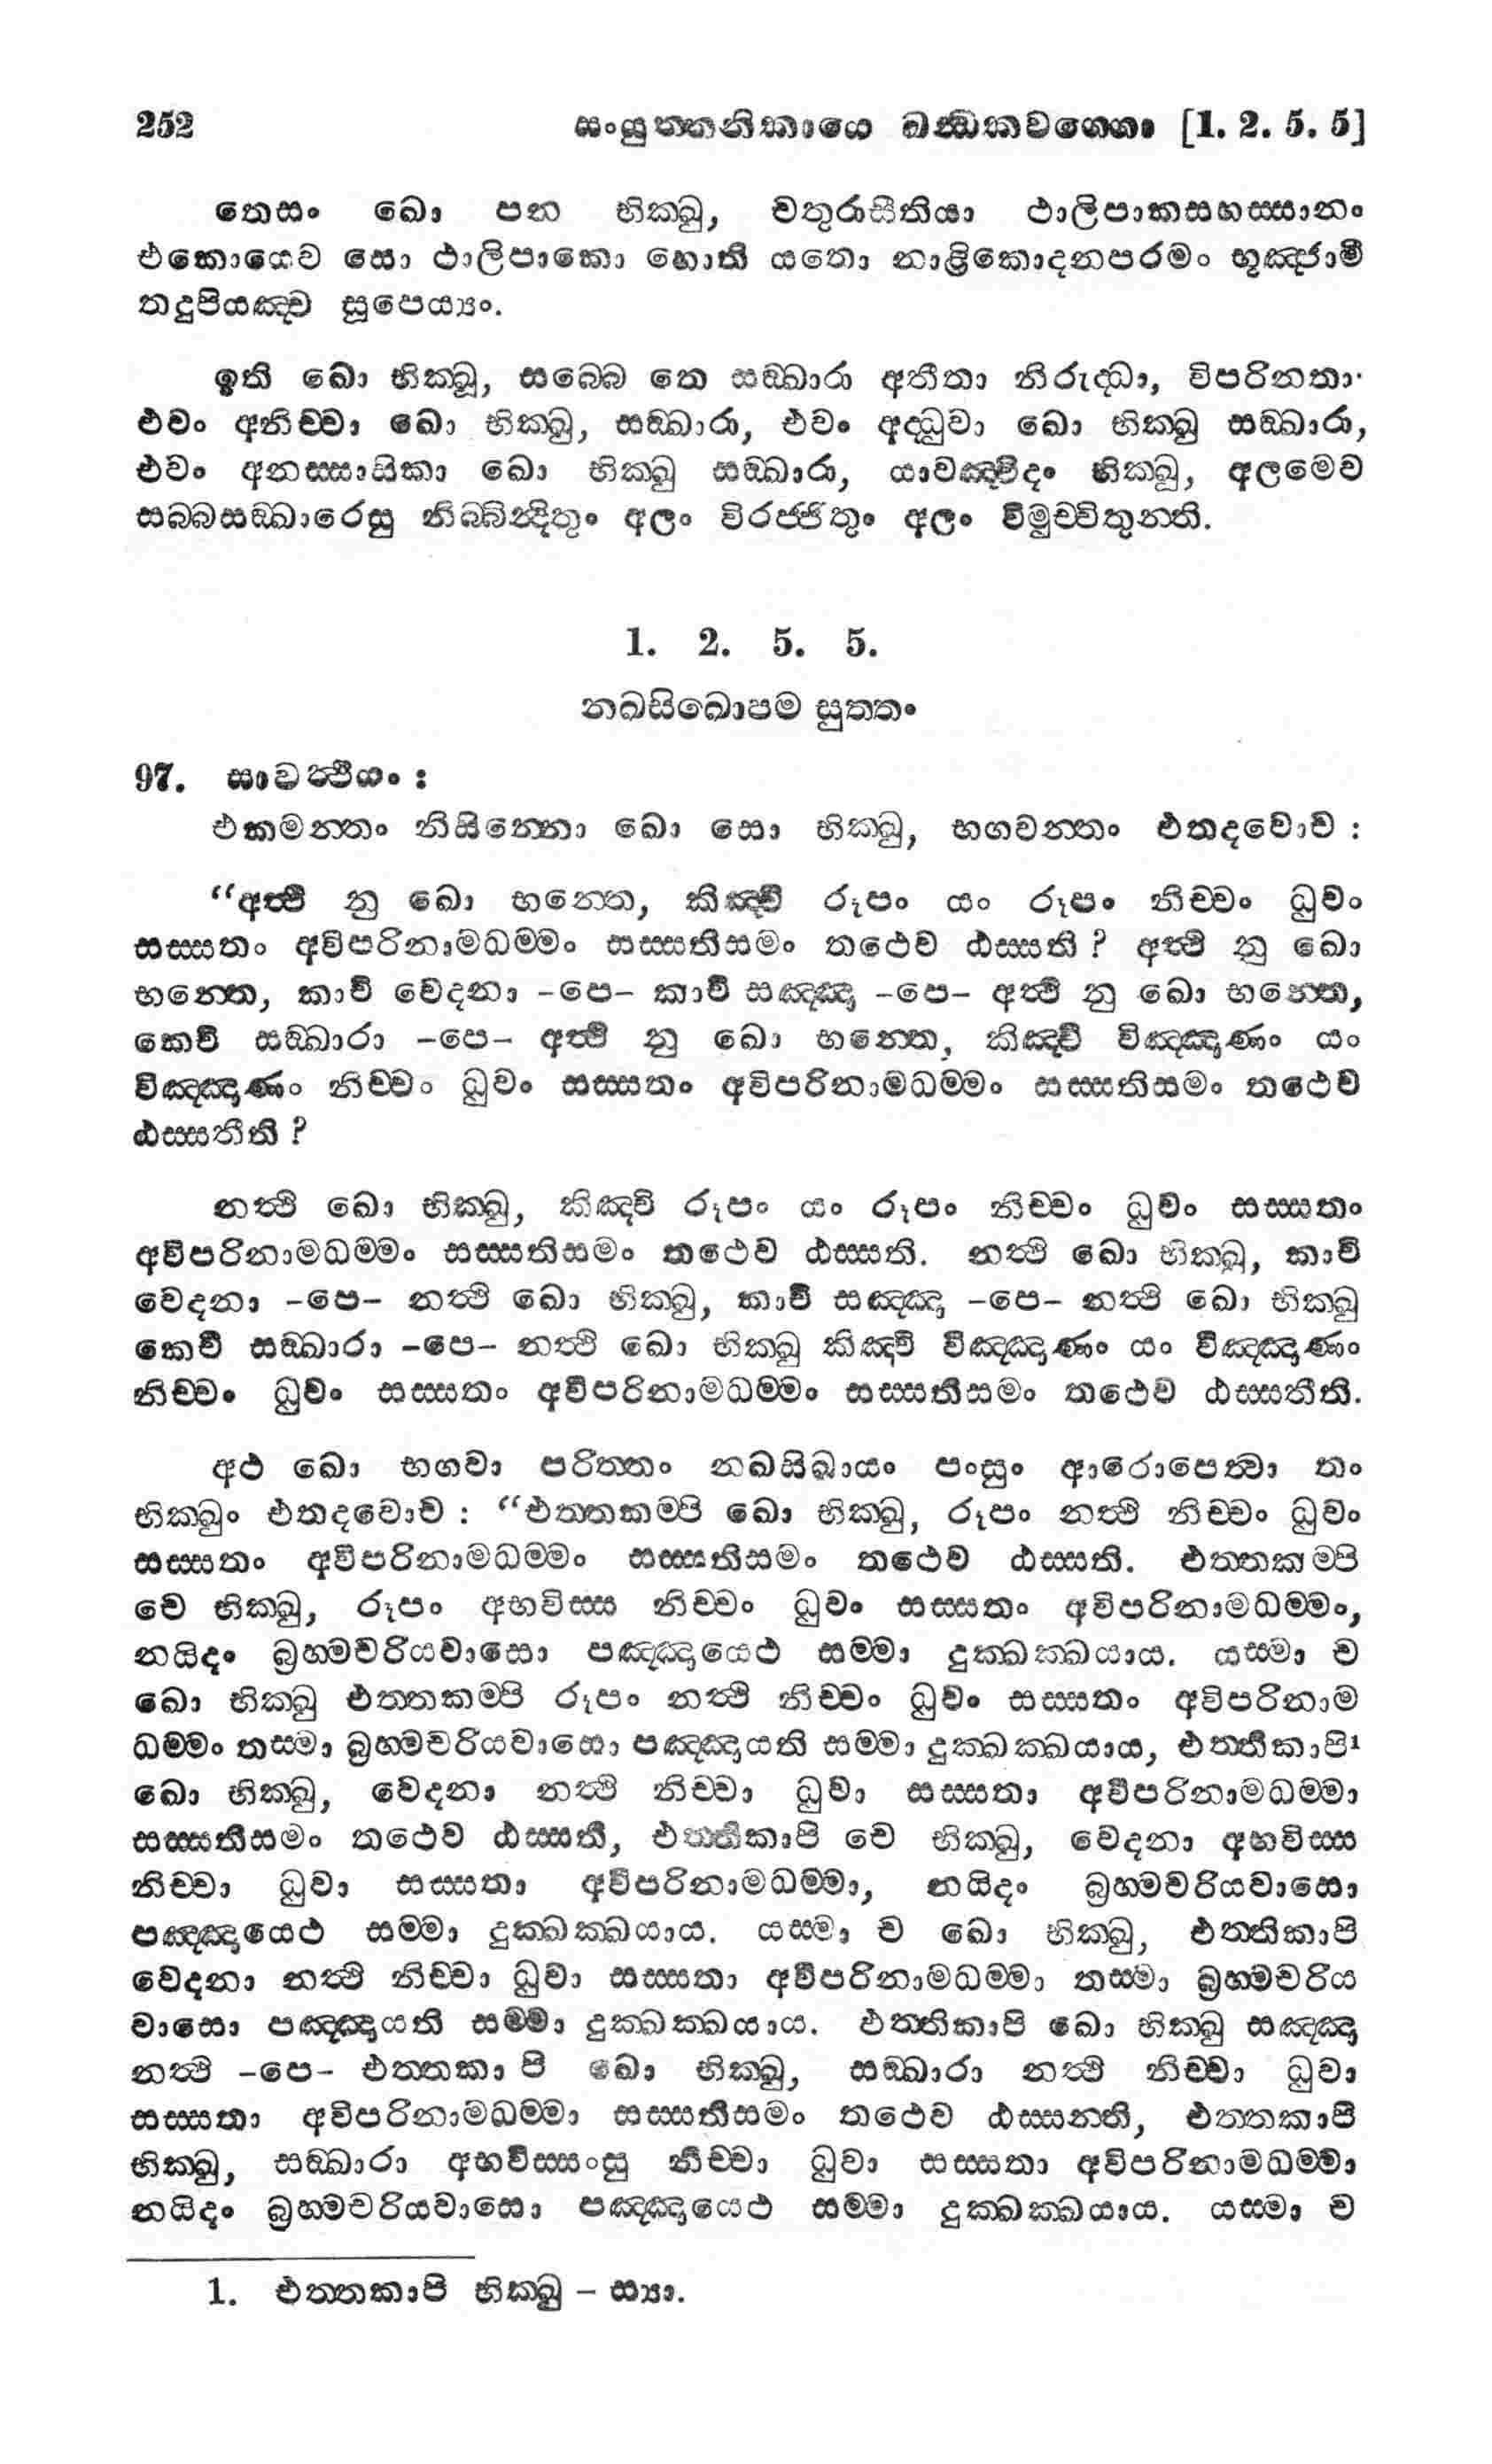 252 සංයුත්තනිකායෙ ඛන්ධකවග්ගො [1. 2. 5. 5]
තෙසං ඛො පන භික්ඛු, චතුරාසීතියා ථාලිපාකසහස්සානං
එකොයෙව සො ථාලිපාකො හොති යතො නාළිකොදනපරමං භුඤ්ජාමි
තදුපියඤ්ච සූපෙය්‍යං.
ඉති ඛො භික්ඛු, සබ්බෙ තෙ සඞ්ඛාරා අතීතා නිරුද්ධා, විපරිනතා.
එවං අනිච්චා ඛො භික්ඛු, සඞ්ඛාරා, එවං අද්ධුවා ඛො භික්ඛු සඞ්ඛාරා,
එවං අනස්සාසිකා ඛො භික්ඛු සඞ්ඛාරා, යාවඤ්චිදං භික්ඛු, අලමෙව
සබ්බසඞ්ඛාරෙසු නිබ්බින්දිතුං අලං විරජ්ජිතුං අලං විමුච්චිතුන්ති.
1. 2. 5. 5.
නඛසිඛොපම සුත්තං
97. සාවත්ථියං :
එකමන්තං නිසින්නො ඛො සො භික්ඛු, භගවන්තං එතදවොච :
“අත්ථි නු ඛො භන්තෙ, කිඤ්චි රූපං යං රූපං නිච්චං ධුවං
සස්සතං අවිපරිනාමධම්මං සස්සතිසමං තථෙව ඨස්සති? අත්ථි නු ඛො
භන්තෙ, කාචි වෙදනා -පෙ- කාචි සඤ්ඤා -පෙ- අත්ථි නු ඛො භන්තෙ,
කෙචි සඞ්ඛාරා -පෙ- අත්ථි නු ඛො භන්තෙ, කිඤ්චි විඤ්ඤාණං යං
විඤ්ඤාණං නිච්චං ධුවං සස්සතං අවිපරිනාමධම්මං සස්සතිසමං තථෙව
ඨස්සතීති?
නත්ථි ඛො භික්ඛු, කිඤ්චි රූපං යං රූපං නිච්චං ධුවං සස්සතං
අවිපරිනාමධම්මං සස්සතිසමං තථෙව ඨස්සති. නත්ථි ඛො භික්ඛු, කාචි
වෙදනා -පෙ- නත්ථි ඛො භික්ඛු, කාචි සඤ්ඤා -පෙ- නත්ථි ඛො භික්ඛු
කෙචි සඞ්ඛාරා -පෙ- නත්ථි ඛො භික්ඛු කිඤ්චි විඤ්ඤාණං යං විඤ්ඤාණං
නිච්චං ධුවං සස්සතං අවිපරිනාමධම්මං සස්සතිසමං තථෙව ඨස්සතීති.
අථ ඛො භගවා පරිත්තං නඛසිඛායං පංසුං ආරොපෙත්වා තං
භික්ඛුං එතදවොච : “එත්තකම්පි ඛො භික්ඛු, රූපං නත්ථි නිච්චං ධුවං
සස්සතං අවිපරිනාමධම්මං සස්සතිසමං තථෙව ඨස්සති. එත්තකම්පි
චෙ භික්ඛු, රූපං අභවිස්ස නිච්චං ධුවං සස්සතං අවිපරිනාමධම්මං,
නයිදං බ්‍රහ්මචරියවාසො පඤ්ඤායෙථ සම්මා දුක්ඛක්ඛයාය. යස්මා ච
ඛො භික්ඛු එත්තකම්පි රූපං නත්ථි නිච්චං ධුවං සස්සතං අවිපරිනාම
ධම්මං තස්මා බ්‍රහ්මචරියවාසො පඤ්ඤායති සම්මා දුක්ඛක්ඛයාය, එත්තිකාපි¹
ඛො භික්ඛු, වෙදනා නත්ථි නිච්චා ධුවා සස්සතා අවිපරිනාමධම්මා
සස්සතිසමං තථෙව ඨස්සති, එත්තිකාපි චෙ භික්ඛු, වෙදනා අභවිස්ස
නිච්චා ධුවා සස්සතා අවිපරිනාමධම්මා, නයිදං බ්‍රහ්මචරියවාසො
පඤ්ඤායෙථ සම්මා දුක්ඛක්ඛයාය. යස්මා ච ඛො භික්ඛු, එත්තිකාපි
වෙදනා නත්ථි නිච්චා ධුවා සස්සතා අවිපරිනාමධම්මා තස්මා බ්‍රහ්මචරිය
වාසො පඤ්ඤායති සම්මා දුක්ඛක්ඛයාය. එත්තිකාපි ඛො භික්ඛු සඤ්ඤා
නත්ථි -පෙ- එත්තකා පි ඛො භික්ඛු, සඞ්ඛාරා නත්ථි නිච්චා ධුවා
සස්සතා අවිපරිනාමධම්මා සස්සතිසමං තථෙව ඨස්සන්ති, එත්තකාපි
භික්ඛු, සඞ්ඛාරා අභවිස්සංසු නිච්චා ධුවා සස්සතා අවිපරිනාමධම්මා
නයිදං බ්‍රහ්මචරියවාසො පඤ්ඤායෙථ සම්මා දුක්ඛක්ඛයාය. යස්මා ච
1. එත්තකාපි භික්ඛු – ස්‍යා.